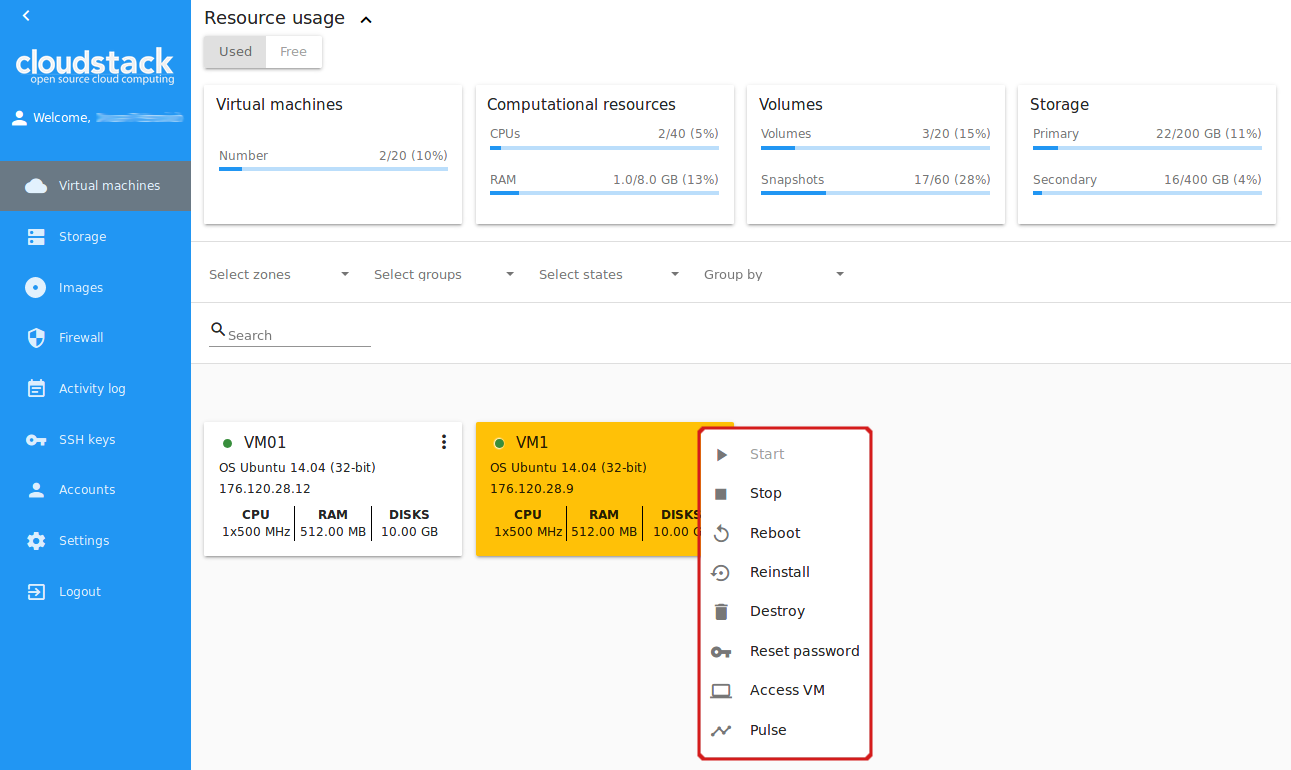 cloudstack
open source cloud computing
Welcome,
Virtual machines
Storage
Images
Firewall
Activity log
SSH keys
Accounts
Settings
Logout
Resource usage
Used Free
Virtual machines
Number 2/20 (10%)
Computational resources
CPUs 2/40 (5%)
RAM 1.0/8.0 GB (13%)
Volumes
Volumes 3/20 (15%)
Snapshots 17/60 (28%)
Storage
Primary 22/200 GB (11%)
Secondary 16/400 GB (4%)
Select zones Select groups Select states Group by
Search
VM01
OS Ubuntu 14.04 (32-bit)
176.120.28.12
CPU RAM DISKS
1x500 MHz 512.00 MB 10.00 GB
VM1
OS Ubuntu 14.04 (32-bit)
176.120.28.9
CPU RAM DISKS
1x500 MHz 512.00 MB 10.00 G
Start
Stop
Reboot
Reinstall
Destroy
Reset password
Access VM
Pulse